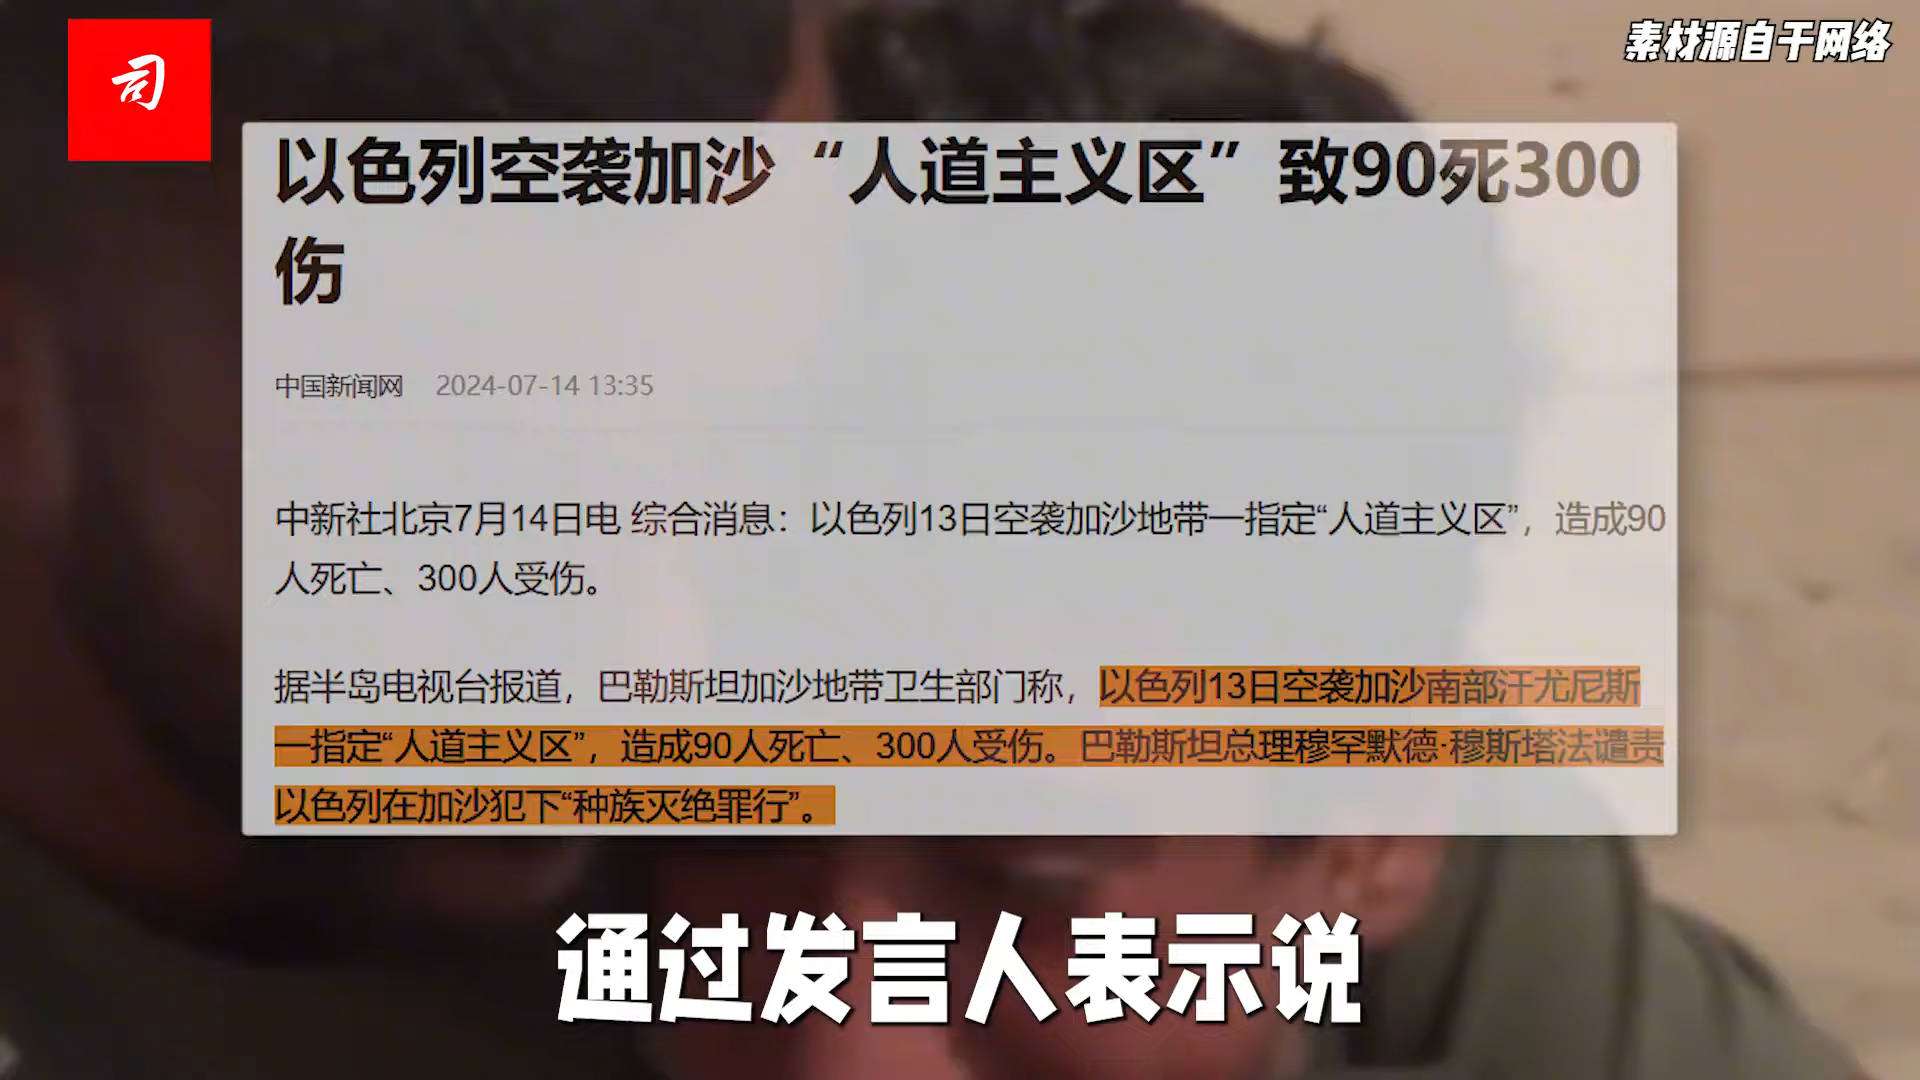 司
素材源自于网络
以色列空袭加沙“人道主义区”致90死300
伤
中国新闻网 2024-07-14 13:35
中新社北京7月14日电 综合消息：以色列13日空袭加沙地带一指定“人道主义区”，造成90
人死亡、300人受伤。
据半岛电视台报道，巴勒斯坦加沙地带卫生部门称，以色列13日空袭加沙南部汗尤尼斯
一指定“人道主义区”，造成90人死亡、300人受伤。巴勒斯坦总理穆罕默德·穆斯塔法谴责
以色列在加沙犯下“种族灭绝罪行”。
通过发言人表示说